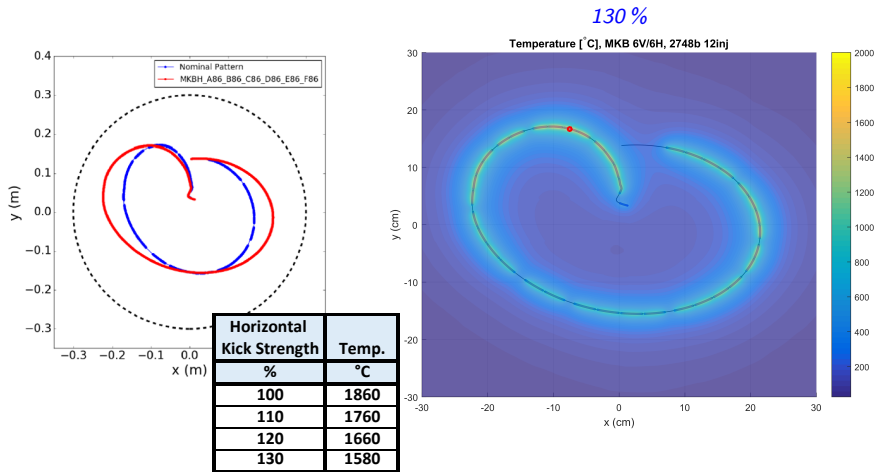 130 %
0.4
0.3
0.2
0.1
0.0
−0.1
−0.2
−0.3
y (m)
Nominal Pattern
MKBH_A86_B86_C86_D86_E86_F86
−0.3 −0.2 −0.1 0.0
x (m)
Horizontal
Kick Strength Temp.
% °C
100 1860
110 1760
120 1660
130 1580
Temperature [°C], MKB 6V/6H, 2748b 12inj
30
20
10
0
-10
-20
-30
y (cm)
-30 -20 -10 0 10 20 30
x (cm)
2000
1800
1600
1400
1200
1000
800
600
400
200